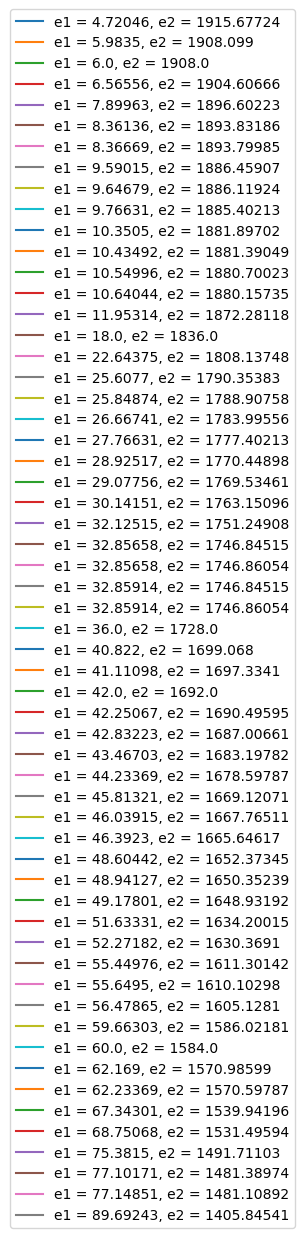 e1 = 4.72046, e2 = 1915.67724
e1 = 5.9835, e2 = 1908.099
e1 = 6.0, e2 = 1908.0
e1 = 6.56556, e2 = 1904.60666
e1 = 7.89963, e2 = 1896.60223
e1 = 8.36136, e2 = 1893.83186
e1 = 8.36669, e2 = 1893.79985
e1 = 9.59015, e2 = 1886.45907
e1 = 9.64679, e2 = 1886.11924
e1 = 9.76631, e2 = 1885.40213
e1 = 10.3505, e2 = 1881.89702
e1 = 10.43492, e2 = 1881.39049
e1 = 10.54996, e2 = 1880.70023
e1 = 10.64044, e2 = 1880.15735
e1 = 11.95314, e2 = 1872.28118
e1 = 18.0, e2 = 1836.0
e1 = 22.64375, e2 = 1808.13748
e1 = 25.6077, e2 = 1790.35383
e1 = 25.84874, e2 = 1788.90758
e1 = 26.66741, e2 = 1783.99556
e1 = 27.76631, e2 = 1777.40213
e1 = 28.92517, e2 = 1770.44898
e1 = 29.07756, e2 = 1769.53461
e1 = 30.14151, e2 = 1763.15096
e1 = 32.12515, e2 = 1751.24908
e1 = 32.85658, e2 = 1746.84515
e1 = 32.85658, e2 = 1746.86054
e1 = 32.85914, e2 = 1746.84515
e1 = 32.85914, e2 = 1746.86054
e1 = 36.0, e2 = 1728.0
e1 = 40.822, e2 = 1699.068
e1 = 41.11098, e2 = 1697.3341
e1 = 42.0, e2 = 1692.0
e1 = 42.25067, e2 = 1690.49595
e1 = 42.83223, e2 = 1687.00661
e1 = 43.46703, e2 = 1683.19782
e1 = 44.23369, e2 = 1678.59787
e1 = 45.81321, e2 = 1669.12071
e1 = 46.03915, e2 = 1667.76511
e1 = 46.3923, e2 = 1665.64617
e1 = 48.60442, e2 = 1652.37345
e1 = 48.94127, e2 = 1650.35239
e1 = 49.17801, e2 = 1648.93192
e1 = 51.63331, e2 = 1634.20015
e1 = 52.27182, e2 = 1630.3691
e1 = 55.44976, e2 = 1611.30142
e1 = 55.6495, e2 = 1610.10298
e1 = 56.47865, e2 = 1605.1281
e1 = 59.66303, e2 = 1586.02181
e1 = 60.0, e2 = 1584.0
e1 = 62.169, e2 = 1570.98599
e1 = 62.23369, e2 = 1570.59787
e1 = 67.34301, e2 = 1539.94196
e1 = 68.75068, e2 = 1531.49594
e1 = 75.3815, e2 = 1491.71103
e1 = 77.10171, e2 = 1481.38974
e1 = 77.14851, e2 = 1481.10892
e1 = 89.69243, e2 = 1405.84541